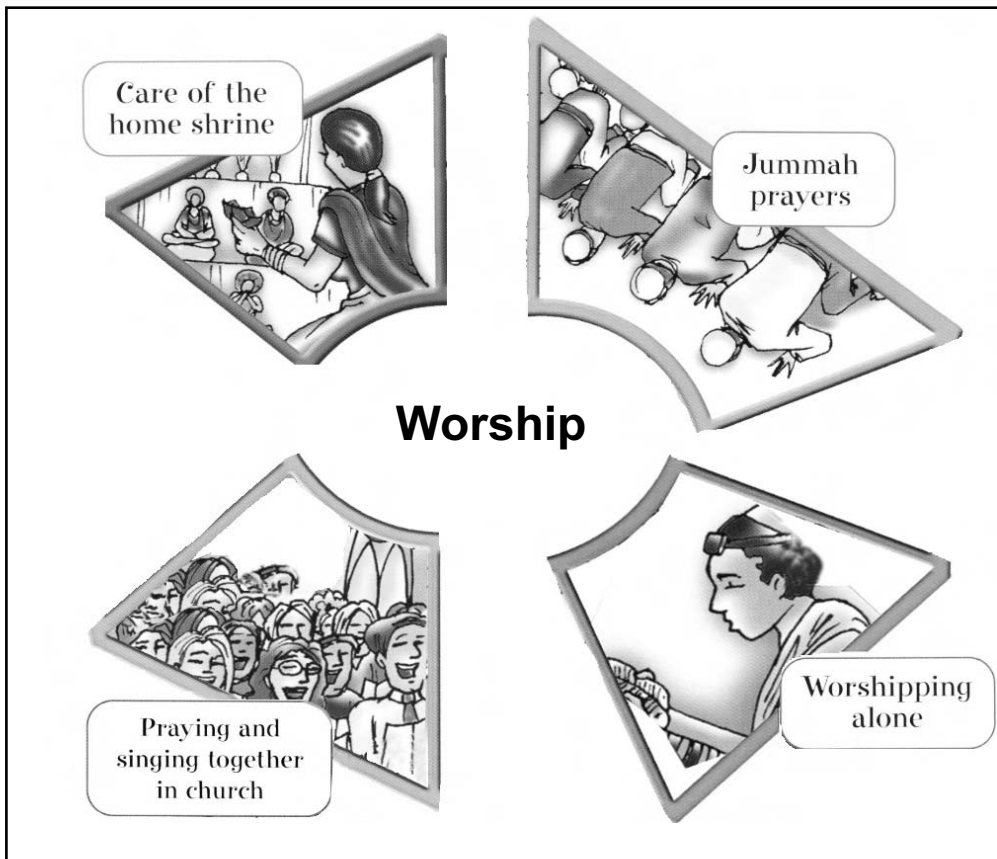 Care of the
home shrine
Jummah
prayers
Worship
Praying and
singing together
in church
Worshipping
alone